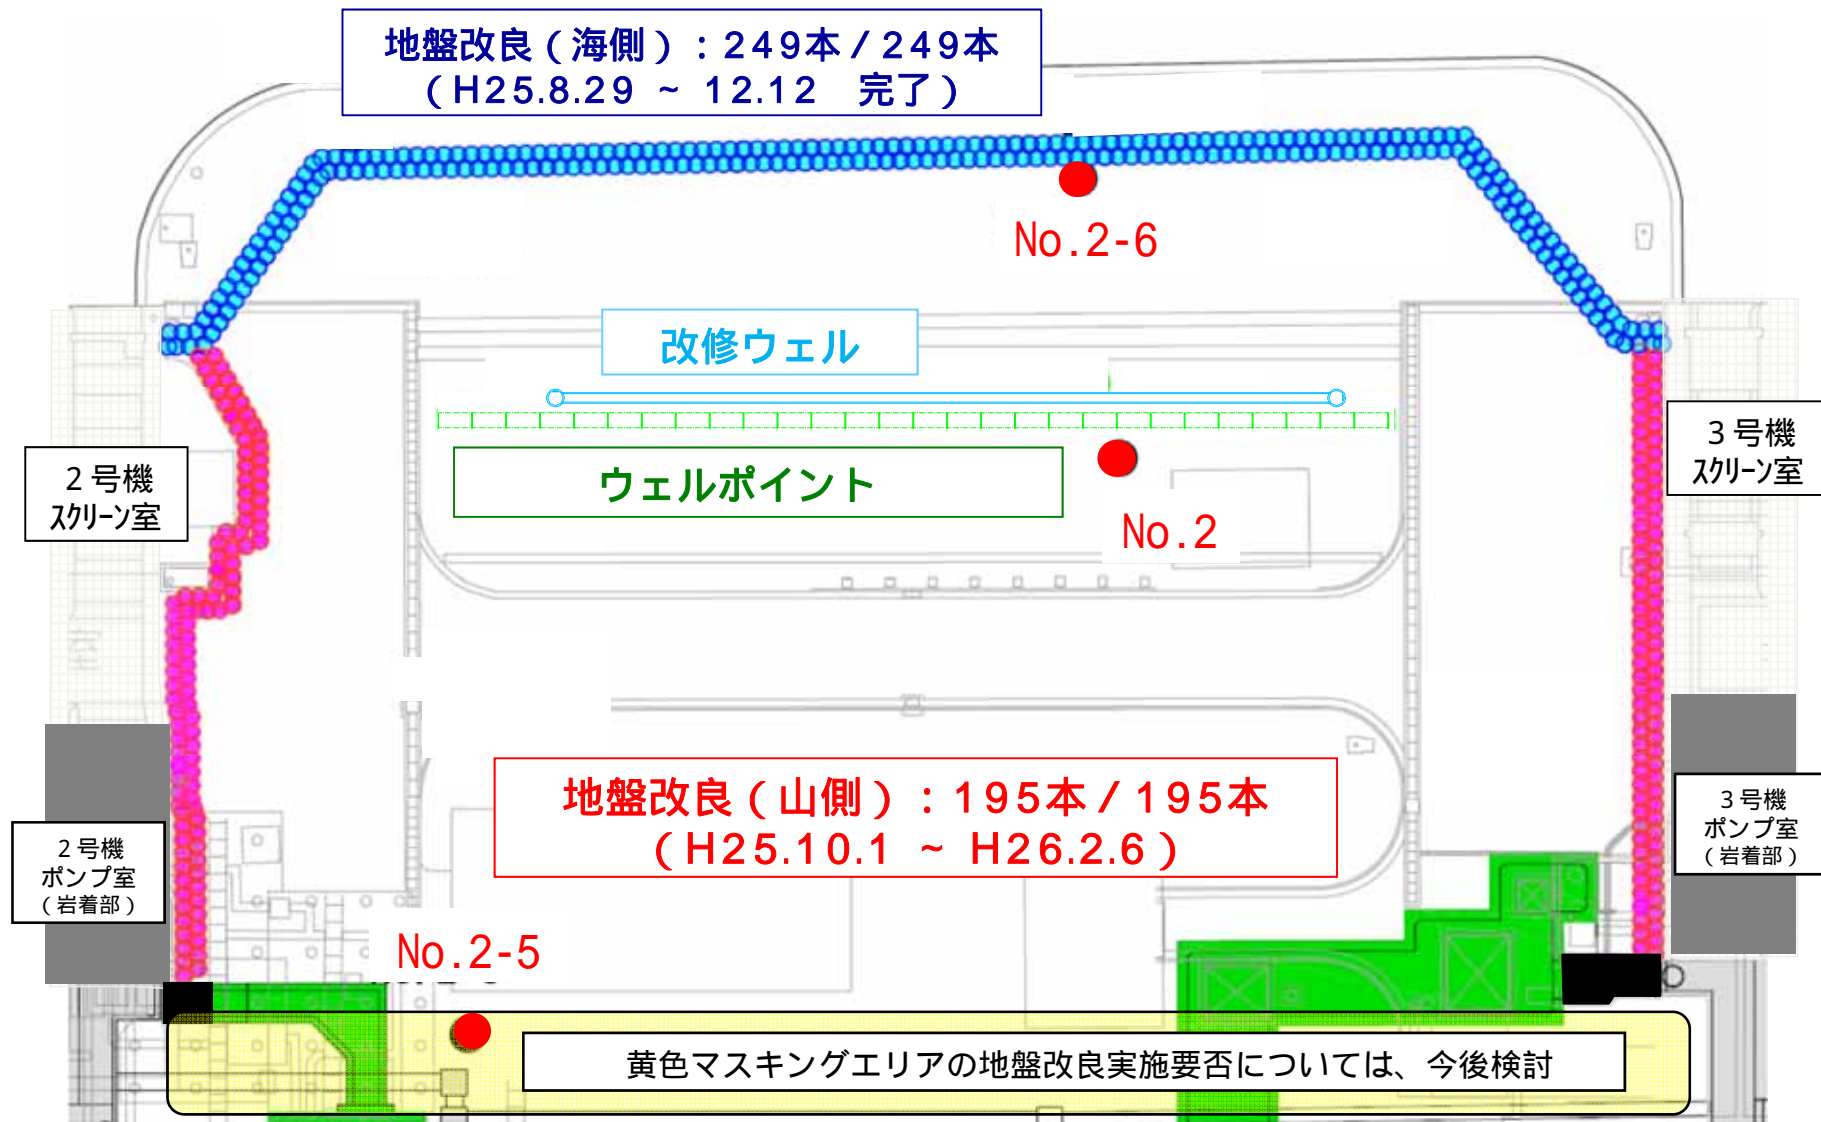 地盤改良（海側）：249本／249本
（H25.8.29 ～ 12.12　完了）
No.2-6
改修ウェル
２号機
ｽｸﾘｰﾝ室
３号機
ｽｸﾘｰﾝ室
ウェルポイント
No.2
地盤改良（山側）：195本／195本
（H25.10.1 ～ H26.2.6）
２号機
ポンプ室
（岩着部）
３号機
ポンプ室
（岩着部）
No.2-5
黄色マスキングエリアの地盤改良実施要否については、今後検討